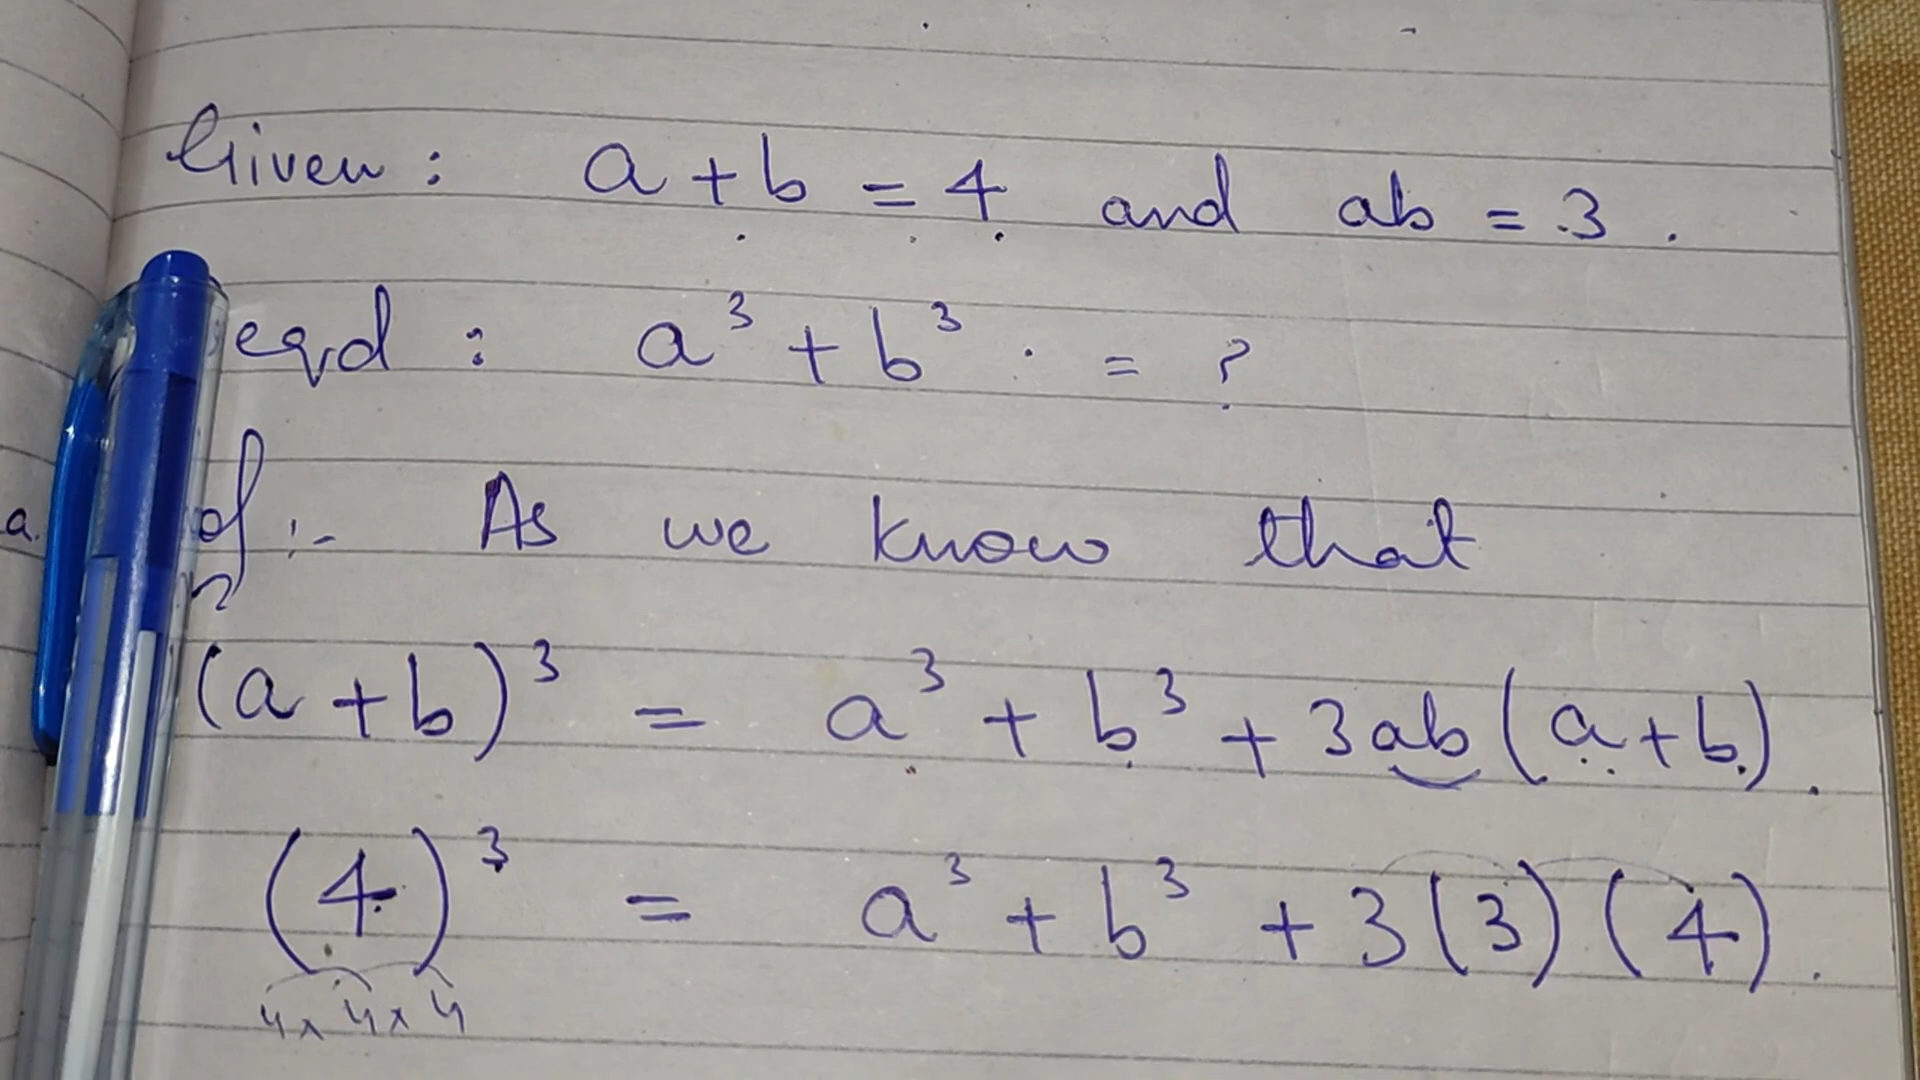 Given : a + b = 4 and ab = 3 .
eqd : a³ + b³ = ?
a.
:- As we know that
(a + b)³ = a³ + b³ + 3ab (a + b) .
(4)³ = a³ + b³ + 3 (3) (4) .
4 x 4 x 4